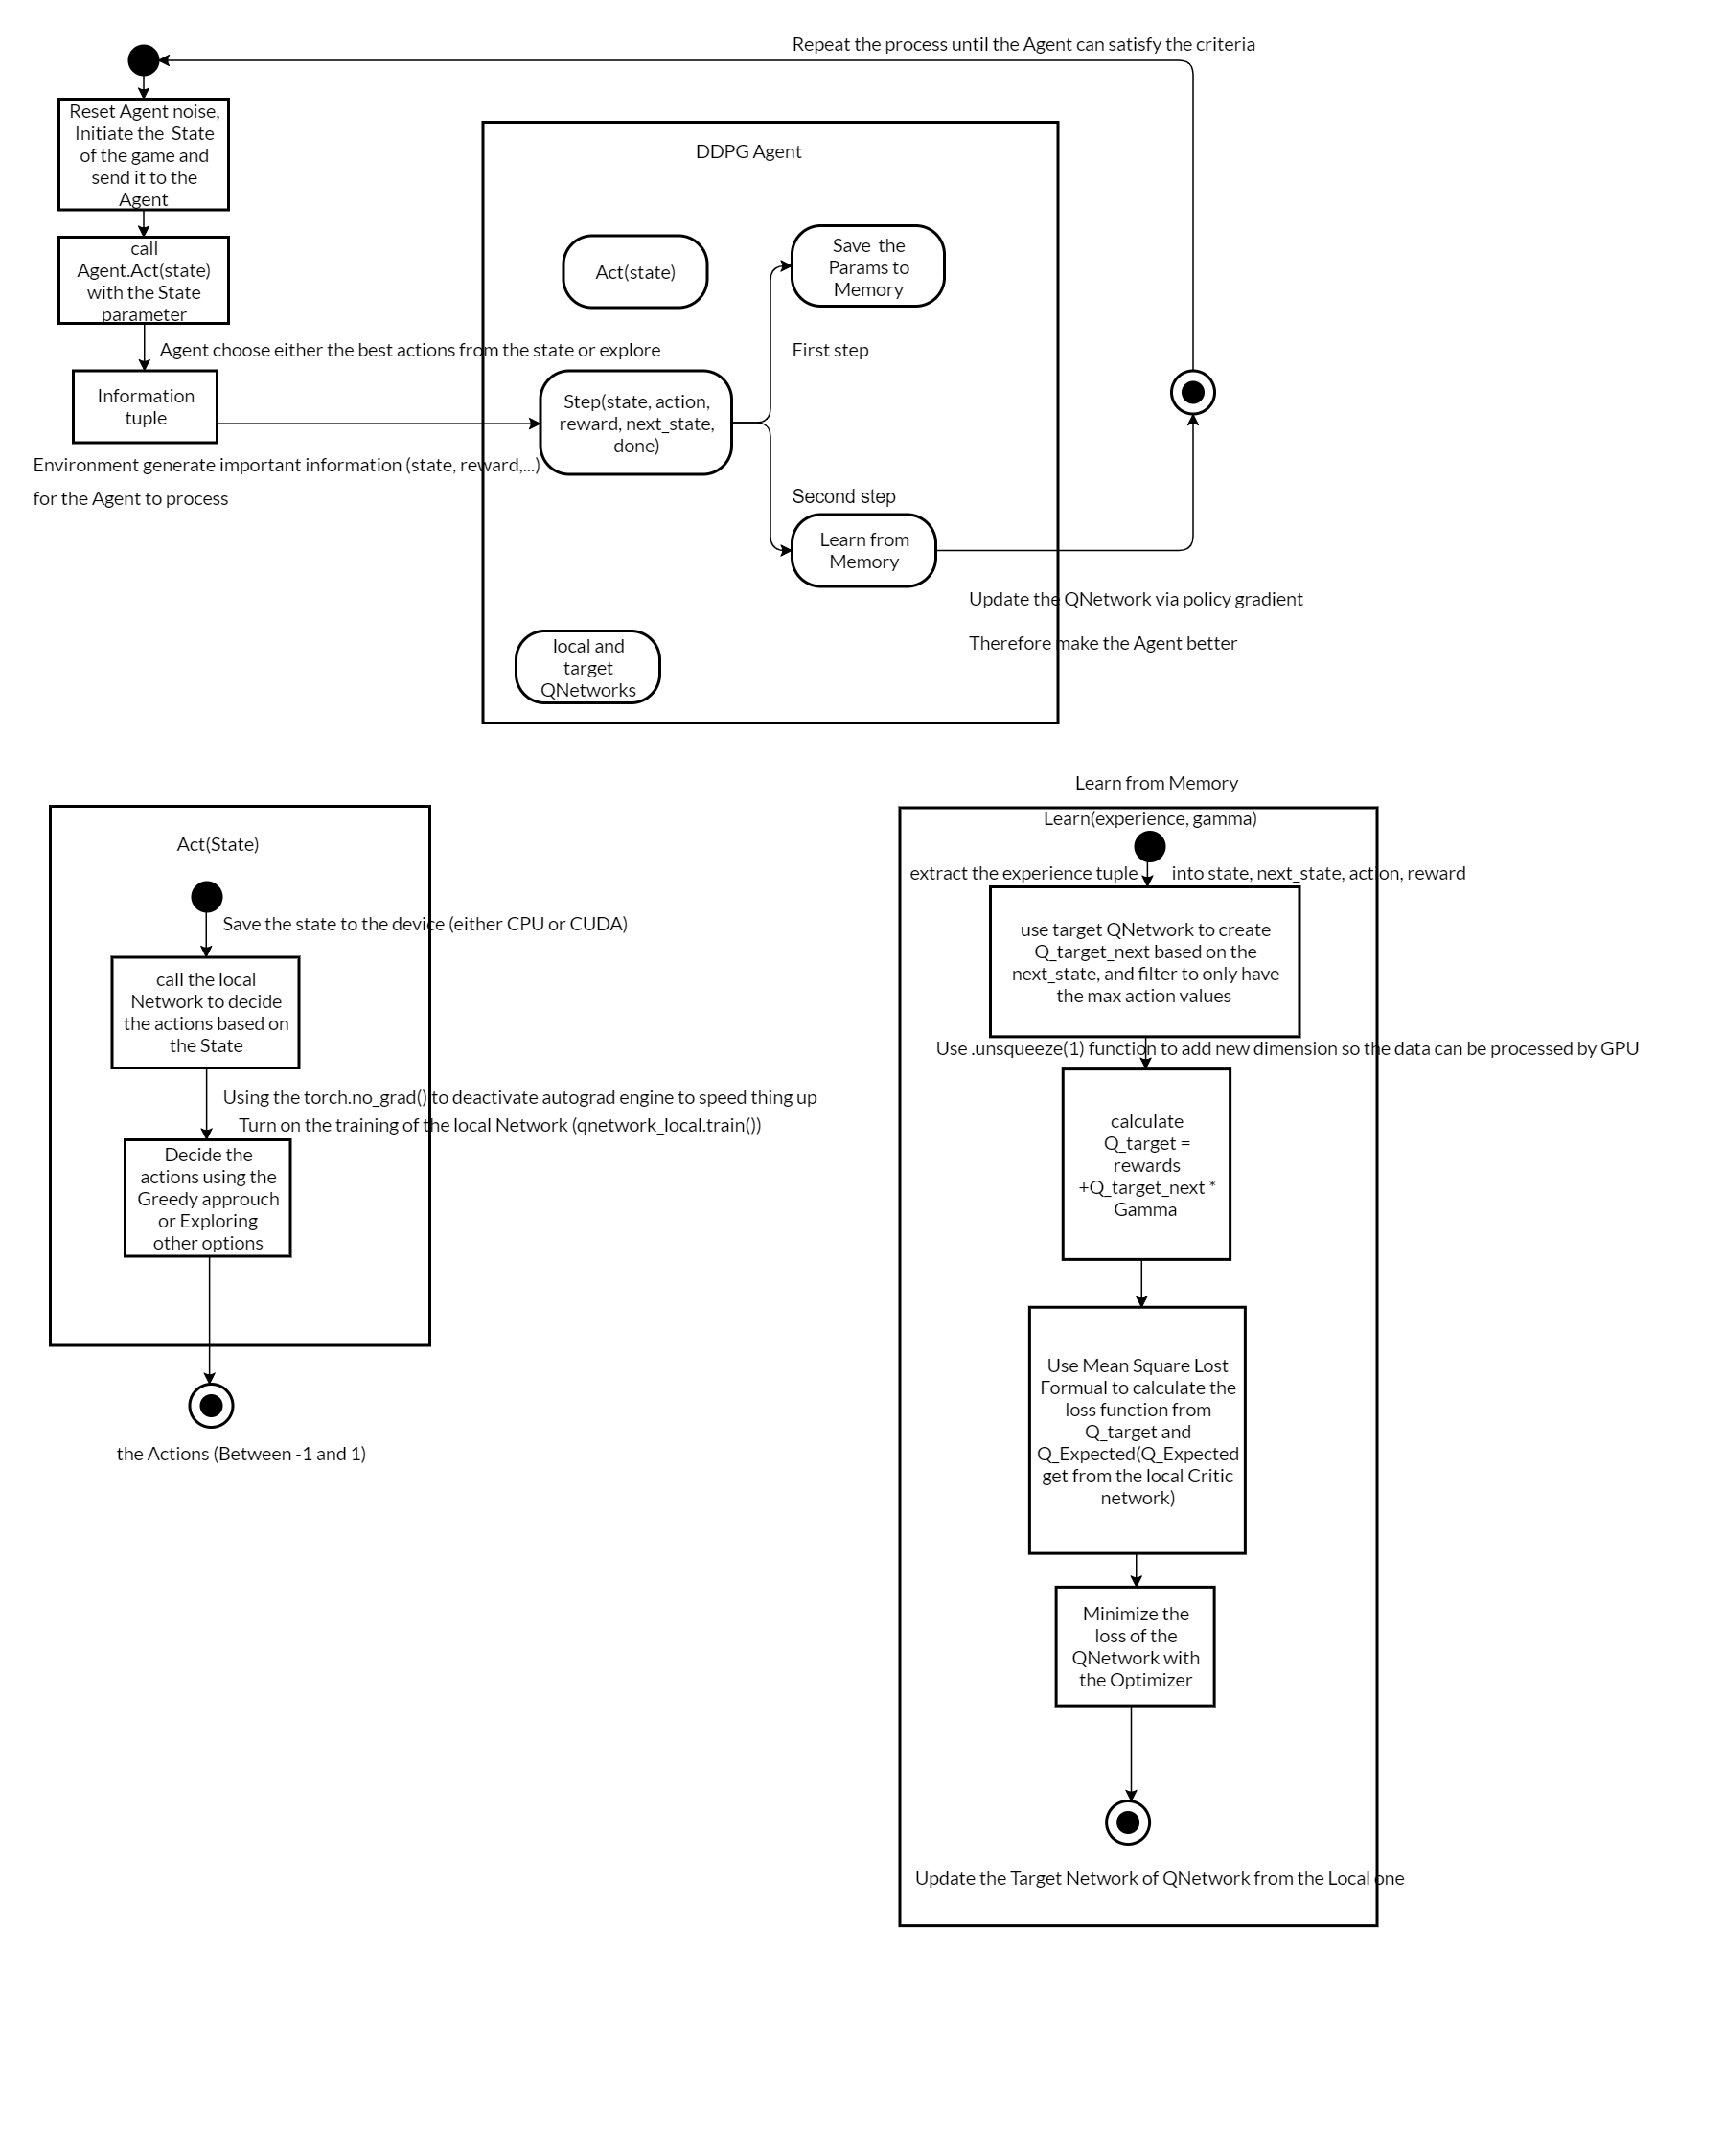 Repeat the process until the Agent can satisfy the criteria
Reset Agent noise,
Initiate the State
of the game and
send it to the
Agent
call
Agent.Act(state)
with the State
parameter
Agent choose either the best actions from the state or explore
Information
tuple
Environment generate important information (state, reward,...)
for the Agent to process
DDPG Agent
Act(state)
Save the
Params to
Memory
First step
Step(state, action,
reward, next_state,
done)
Second step
Learn from
Memory
Update the QNetwork via policy gradient
Therefore make the Agent better
local and
target
QNetworks
Act(State)
Save the state to the device (either CPU or CUDA)
call the local
Network to decide
the actions based on
the State
Using the torch.no_grad() to deactivate autograd engine to speed thing up
Turn on the training of the local Network (qnetwork_local.train())
Decide the
actions using the
Greedy approuch
or Exploring
other options
the Actions (Between -1 and 1)
Learn from Memory
Learn(experience, gamma)
extract the experience tuple into state, next_state, action, reward
use target QNetwork to create
Q_target_next based on the
next_state, and filter to only have
the max action values
Use .unsqueeze(1) function to add new dimension so the data can be processed by GPU
calculate
Q_target =
rewards
+Q_target_next *
Gamma
Use Mean Square Lost
Formual to calculate the
loss function from
Q_target and
Q_Expected(Q_Expected
get from the local Critic
network)
Minimize the
loss of the
QNetwork with
the Optimizer
Update the Target Network of QNetwork from the Local one